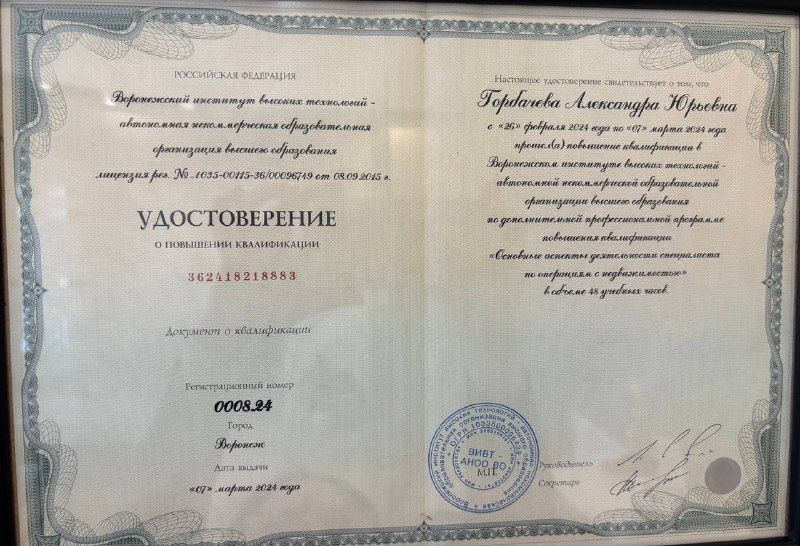 РОССИЙСКАЯ ФЕДЕРАЦИЯ
Воронежский институт высоких технологий -
автономная некоммерческая образовательная
организация высшего образования
лицензия рег. № Л035-00115-36/00096749 от 08.09.2015 г.
УДОСТОВЕРЕНИЕ
О ПОВЫШЕНИИ КВАЛИФИКАЦИИ
362418218883
Документ о квалификации
Регистрационный номер
0008.24
Город
Воронеж
Дата выдачи
«07» марта 2024 года
Настоящее удостоверение свидетельствует о том, что
Горбачева Александра Юрьевна
с «26» февраля 2024 года по «07» марта 2024 года
прошел(а) повышение квалификации в
Воронежском институте высоких технологий -
автономной некоммерческой образовательной
организации высшего образования
по дополнительной профессиональной программе
повышения квалификации
«Основные аспекты деятельности специалиста
по операциям с недвижимостью»
в объеме 48 учебных часов.
ВИВТ -
АНОО ВО
М.П.
Руководитель
Секретарь